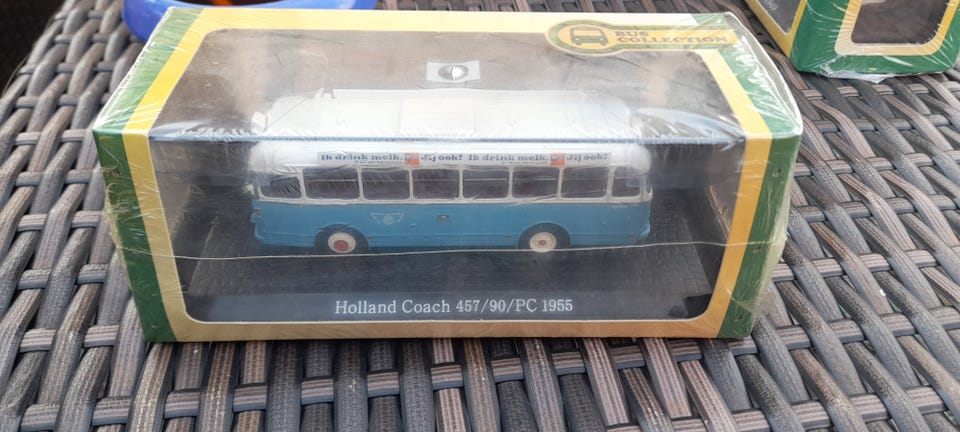 BUS
COLLECTION
Ik drink melk. Jij ook? Ik drink melk. Jij ook?
Holland Coach 457/90/PC 1955